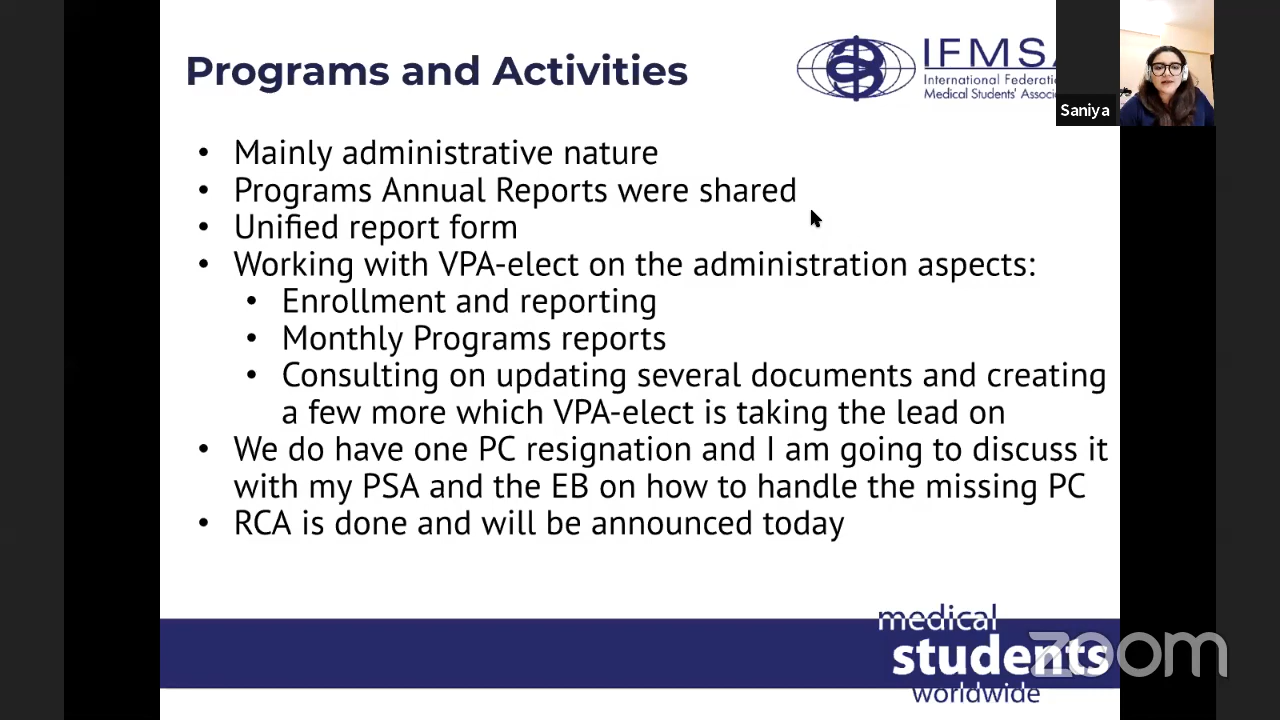 Programs and Activities
IFMSA
International Federatio
Medical Students' Associ
Saniya
• Mainly administrative nature
• Programs Annual Reports were shared
• Unified report form
• Working with VPA-elect on the administration aspects:
• Enrollment and reporting
• Monthly Programs reports
• Consulting on updating several documents and creating
a few more which VPA-elect is taking the lead on
• We do have one PC resignation and I am going to discuss it
with my PSA and the EB on how to handle the missing PC
• RCA is done and will be announced today
medical
students
worldwide
zoom